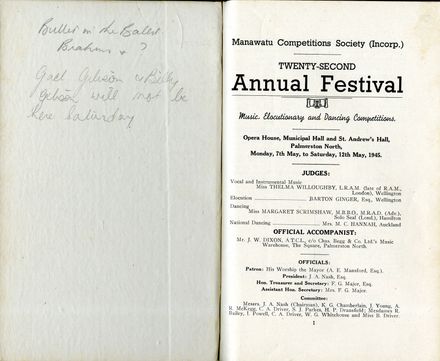 Bullet in the Ballet
Brahms & ?
Gael Gibson & Billy
Gibson will not be
here Saturday
Manawatu Competitions Society (Incorp.)
TWENTY-SECOND
Annual Festival
Music, Elocutionary and Dancing Competitions.
Opera House, Municipal Hall and St. Andrew's Hall,
Palmerston North,
Monday, 7th May, to Saturday, 12th May, 1945.
JUDGES:
Vocal and Instrumental Music
Miss THELMA WILLOUGHBY, L.R.A.M. (late of R.A.M.,
London), Wellington
Elocution BARTON GINGER, Esq., Wellington
Dancing
Miss MARGARET SCRIMSHAW, M.B.B.O., M.R.A.D. (Adv.),
Solo Seal (Lond.), Hamilton
National Dancing Mrs. M. C. HANNAH, Auckland
OFFICIAL ACCOMPANIST:
Mr. J. W. DIXON, A.T.C.L., c/o Chas. Begg & Co. Ltd.'s Music
Warehouse, The Square, Palmerston North.
OFFICIALS:
Patron: His Worship the Mayor (A. E. Mansford, Esq.).
President: J. A. Nash, Esq.
Hon. Treasurer and Secretary: F. G. Major, Esq.
Assistant Hon. Secretary: Mrs. F. G. Major.
Committee:
Messrs. J. A. Nash (Chairman), K. G. Chamberlain, J. Young, A.
R. McKegg, C. A. Driver, S. J. Parkes, H. P. Dransfield; Mesdames R.
Bailey, I. Powell, C. A. Driver, W. G. Whitehouse and Miss B. Driver.
1